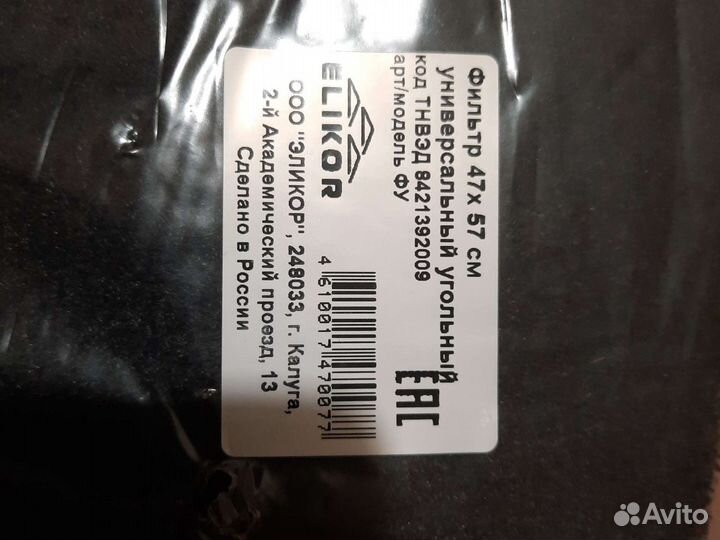 Фильтр 47x 57 см
универсальный угольный
код ТНВЭД 8421392009
арт/модель ФУ
ELIKOR
4 610017 470077
EAC
ООО "ЭЛИКОР", 248033, г. Калуга,
2-й Академический проезд, 13
Сделано в России
Avito